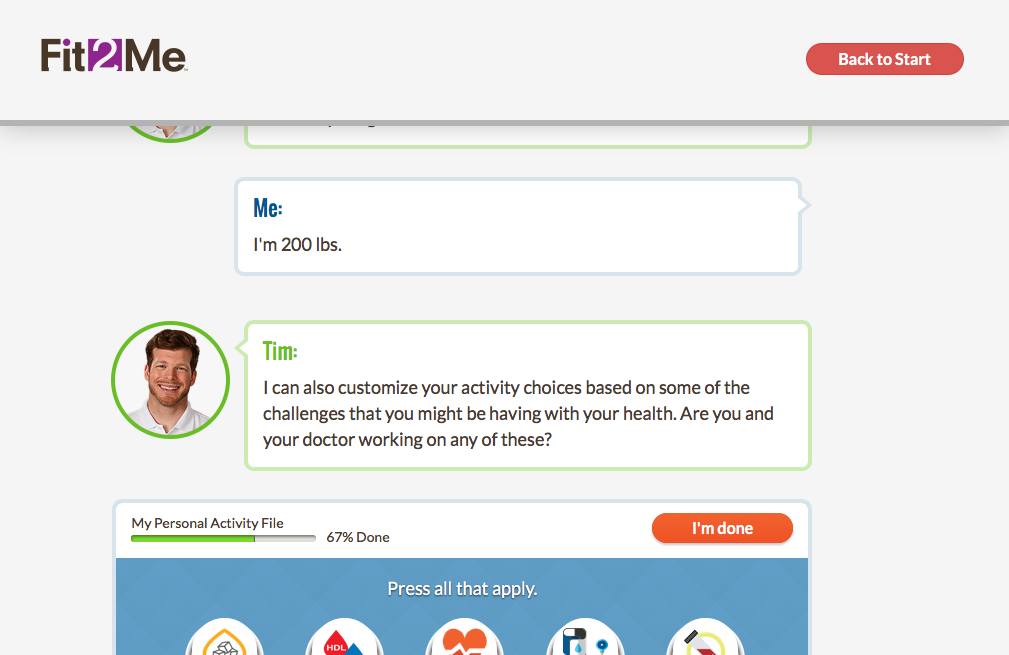 Fit2Me
Back to Start
Me:
I'm 200 lbs.
Tim:
I can also customize your activity choices based on some of the
challenges that you might be having with your health. Are you and
your doctor working on any of these?
My Personal Activity File
67% Done
I'm done
Press all that apply.
HDL